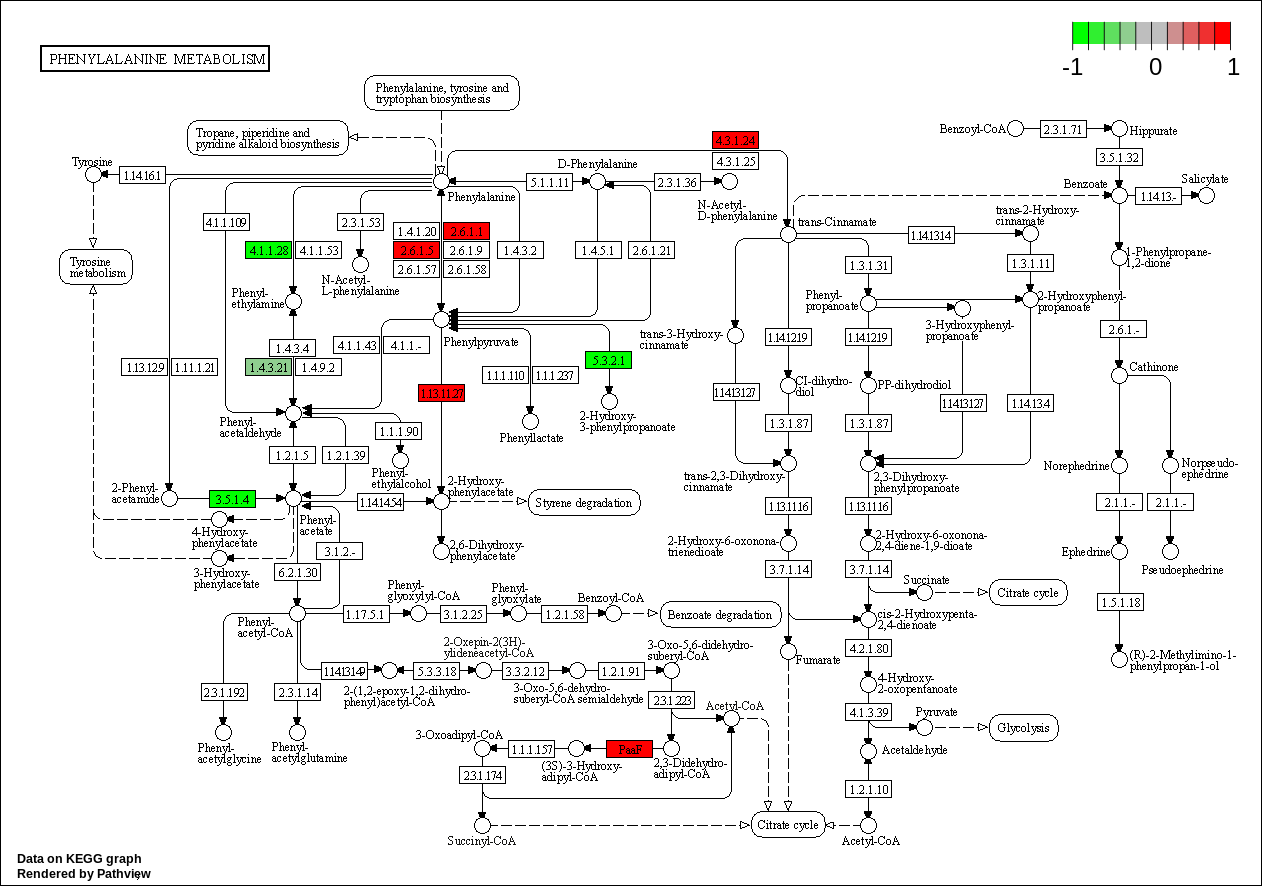 PHENYLALANINE METABOLISM
-1 0 1
Phenylalanine, tyrosine and
tryptophan biosynthesis
Tropane, piperidine and
pyridine alkaloid biosynthesis
4.3.1.24
4.3.1.25
Benzoyl-CoA
2.3.1.71
Hippurate
3.5.1.32
Tyrosine
1.14.16.1
D-Phenylalanine
5.1.1.11
2.3.1.36
Phenylalanine
N-Acetyl-
D-phenylalanine
Benzoate
1.14.13.-
Salicylate
4.1.1.109
2.3.1.53
1.4.1.20
2.6.1.1
trans-Cinnamate
1.14.13.14
trans-2-Hydroxy-
cinnamate
4.1.1.28
4.1.1.53
2.6.1.5
2.6.1.9
1.4.3.2
1.4.5.1
2.6.1.21
2.6.1.57
2.6.1.58
Tyrosine
metabolism
N-Acetyl-
L-phenylalanine
1.3.1.31
1.3.1.11
1-Phenylpropane-
1,2-dione
Phenyl-
ethylamine
Phenyl-
propanoate
2-Hydroxyphenyl-
propanoate
3-Hydroxyphenyl-
propanoate
trans-3-Hydroxy-
cinnamate
1.14.12.19
1.14.12.19
2.6.1.-
Phenylpyruvate
1.4.3.4
4.1.1.43
4.1.1.-
1.13.12.9
1.11.1.21
1.4.3.21
1.4.9.2
5.3.2.1
1.1.1.110
1.1.1.237
Cathinone
1.13.11.27
CI-dihydro-
diol
PP-dihydrodiol
1.14.13.127
1.14.13.127
1.14.13.4
Phenyl-
acetaldehyde
2-Hydroxy-
3-phenylpropanoate
Phenyllactate
1.1.1.90
1.3.1.87
1.3.1.87
1.2.1.5
1.2.1.39
Phenyl-
ethylalcohol
trans-2,3-Dihydroxy-
cinnamate
2,3-Dihydroxy-
phenylpropanoate
Norephedrine
Norpseudo-
ephedrine
2-Phenyl-
acetamide
3.5.1.4
2-Hydroxy-
phenylacetate
1.14.14.54
Styrene degradation
1.13.11.16
1.13.11.16
2.1.1.-
2.1.1.-
Phenyl-
acetate
4-Hydroxy-
phenylacetate
3-Hydroxy-
phenylacetate
3.1.2.-
2,6-Dihydroxy-
phenylacetate
2-Hydroxy-6-oxonona-
trienedioate
2-Hydroxy-6-oxonona-
2,4-diene-1,9-dioate
Ephedrine
Pseudoephedrine
6.2.1.30
3.7.1.14
3.7.1.14
Succinate
Citrate cycle
1.5.1.18
Phenyl-
glyoxylyl-CoA
Phenyl-
glyoxylate
Benzoyl-CoA
1.17.5.1
3.1.2.25
1.2.1.58
Benzoate degradation
Phenyl-
acetyl-CoA
cis-2-Hydroxypenta-
2,4-dienoate
4.2.1.80
Fumarate
(R)-2-Methylimino-1-
phenylpropan-1-ol
2-Oxepin-2(3H)-
ylideneacetyl-CoA
3-Oxo-5,6-didehydro-
suberyl-CoA
1.14.13.149
5.3.3.18
3.3.2.12
1.2.1.91
2-(1,2-epoxy-1,2-dihydro-
phenyl)acetyl-CoA
3-Oxo-5,6-dehydro-
suberyl-CoA semialdehyde
2.3.1.192
2.3.1.14
2.3.1.223
4-Hydroxy-
2-oxopentanoate
Acetyl-CoA
4.1.3.39
Pyruvate
Glycolysis
Phenyl-
acetylglycine
Phenyl-
acetylglutamine
3-Oxoadipyl-CoA
1.1.1.157
PaaF
(3S)-3-Hydroxy-
adipyl-CoA
2,3-Didehydro-
adipyl-CoA
Acetaldehyde
2.3.1.174
1.2.1.10
Succinyl-CoA
Citrate cycle
Acetyl-CoA
Data on KEGG graph
Rendered by Pathview